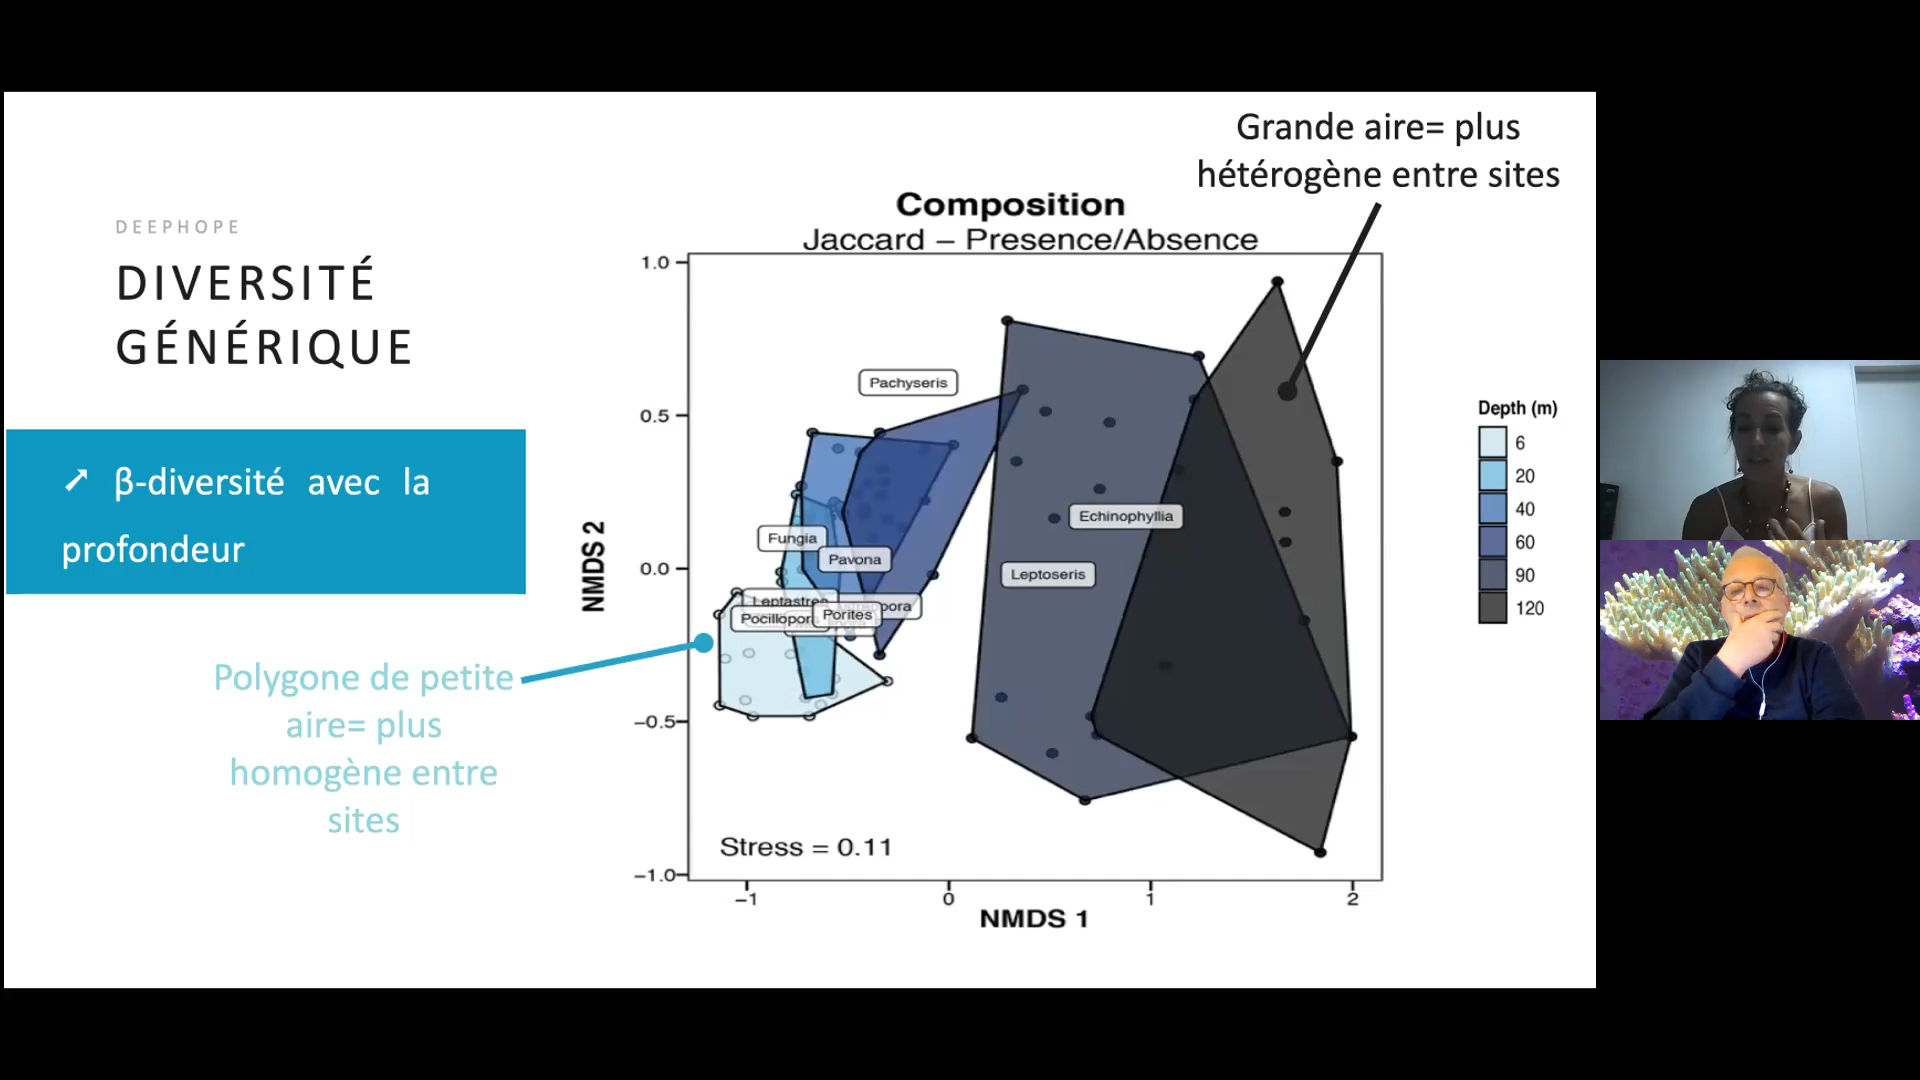 DEEPHOPE
DIVERSITÉ
GÉNÉRIQUE
➚ β-diversité avec la
profondeur
Polygone de petite
aire= plus
homogène entre
sites
Grande aire= plus
hétérogène entre sites
Composition
Jaccard – Presence/Absence
1.0
0.5
0.0
−0.5
−1.0
NMDS 2
Pachyseris
Echinophyllia
Fungia
Pavona
Leptoseris
Leptastrea
Pocillopora
Porites
Stress = 0.11
−1
0
1
2
NMDS 1
Depth (m)
6
20
40
60
90
120